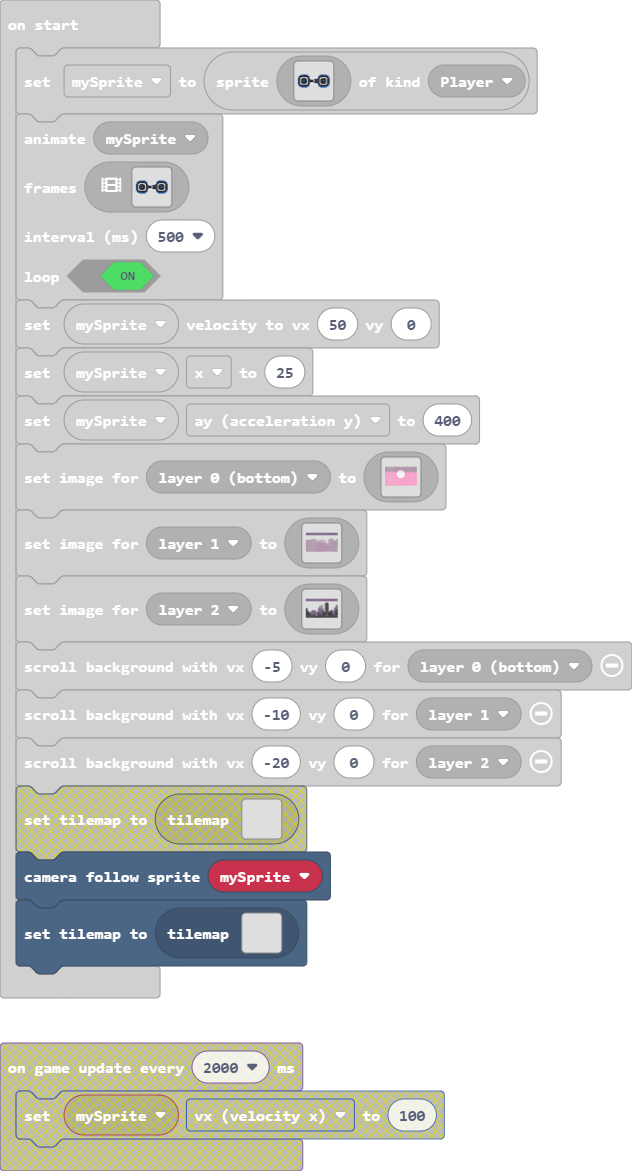 on start
set mySprite to sprite of kind Player
animate mySprite
frames
interval (ms) 500
loop ON
set mySprite velocity to vx 50 vy 0
set mySprite x to 25
set mySprite ay (acceleration y) to 400
set image for layer 0 (bottom) to
set image for layer 1 to
set image for layer 2 to
scroll background with vx -5 vy 0 for layer 0 (bottom)
scroll background with vx -10 vy 0 for layer 1
scroll background with vx -20 vy 0 for layer 2
set tilemap to tilemap
camera follow sprite mySprite
set tilemap to tilemap
on game update every 2000 ms
set mySprite vx (velocity x) to 100